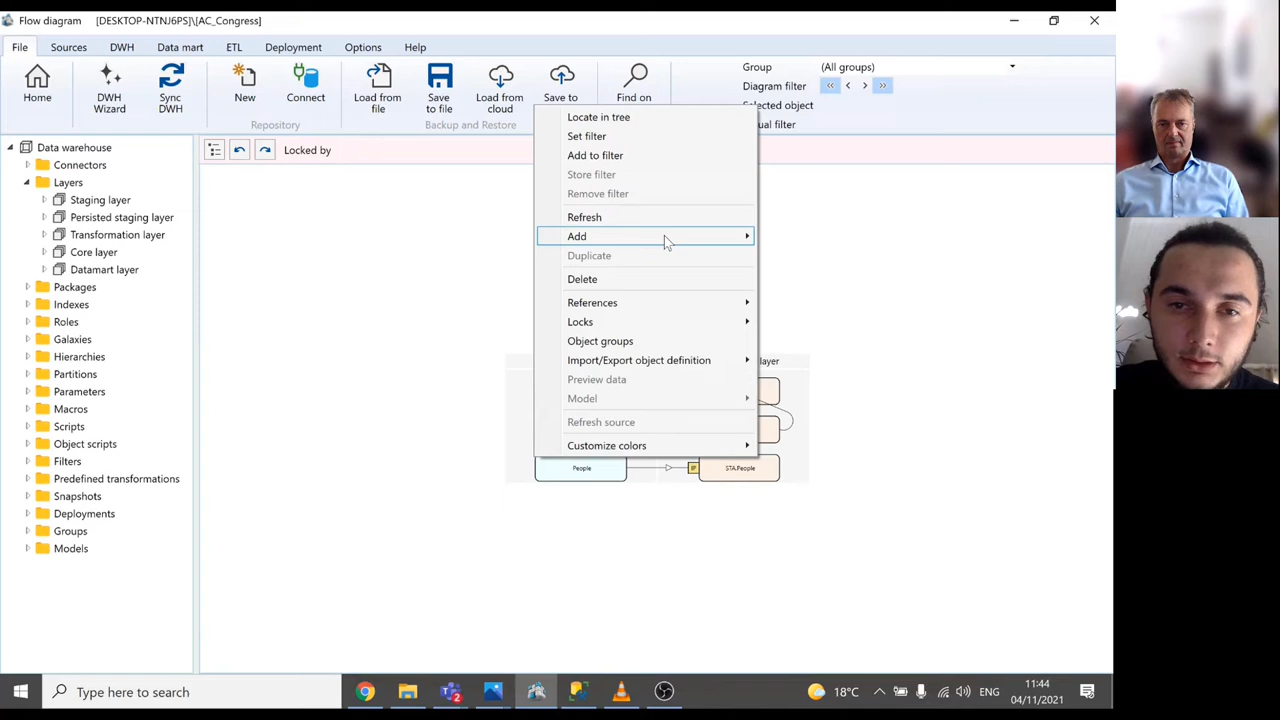 Flow diagram [DESKTOP-NTNJ6PS]\[AC_Congress]
File Sources DWH Data mart ETL Deployment Options Help
Home
DWH
Wizard
Sync
DWH
New
Connect
Repository
Load from
file
Save
to file
Load from
cloud
Save to
Backup and Restore
Find on
Group (All groups)
Diagram filter
Selected object
ual filter
Data warehouse
Connectors
Layers
Staging layer
Persisted staging layer
Transformation layer
Core layer
Datamart layer
Packages
Indexes
Roles
Galaxies
Hierarchies
Partitions
Parameters
Macros
Scripts
Object scripts
Filters
Predefined transformations
Snapshots
Deployments
Groups
Models
Locked by
Locate in tree
Set filter
Add to filter
Store filter
Remove filter
Refresh
Add
Duplicate
Delete
References
Locks
Object groups
Import/Export object definition
Preview data
Model
Refresh source
Customize colors
layer
People
STA.People
Type here to search
18°C
ENG
11:44
04/11/2021